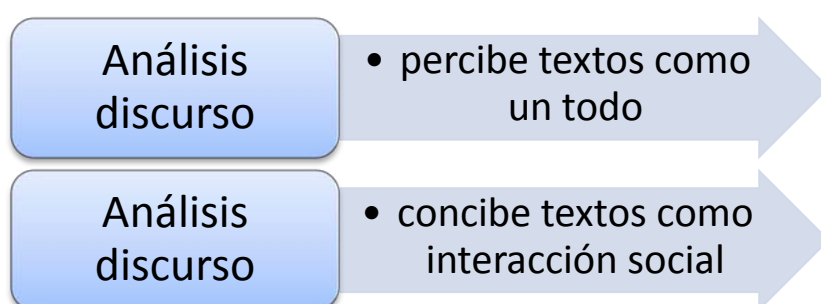 Análisis
discurso
• percibe textos como
un todo
Análisis
discurso
• concibe textos como
interacción social